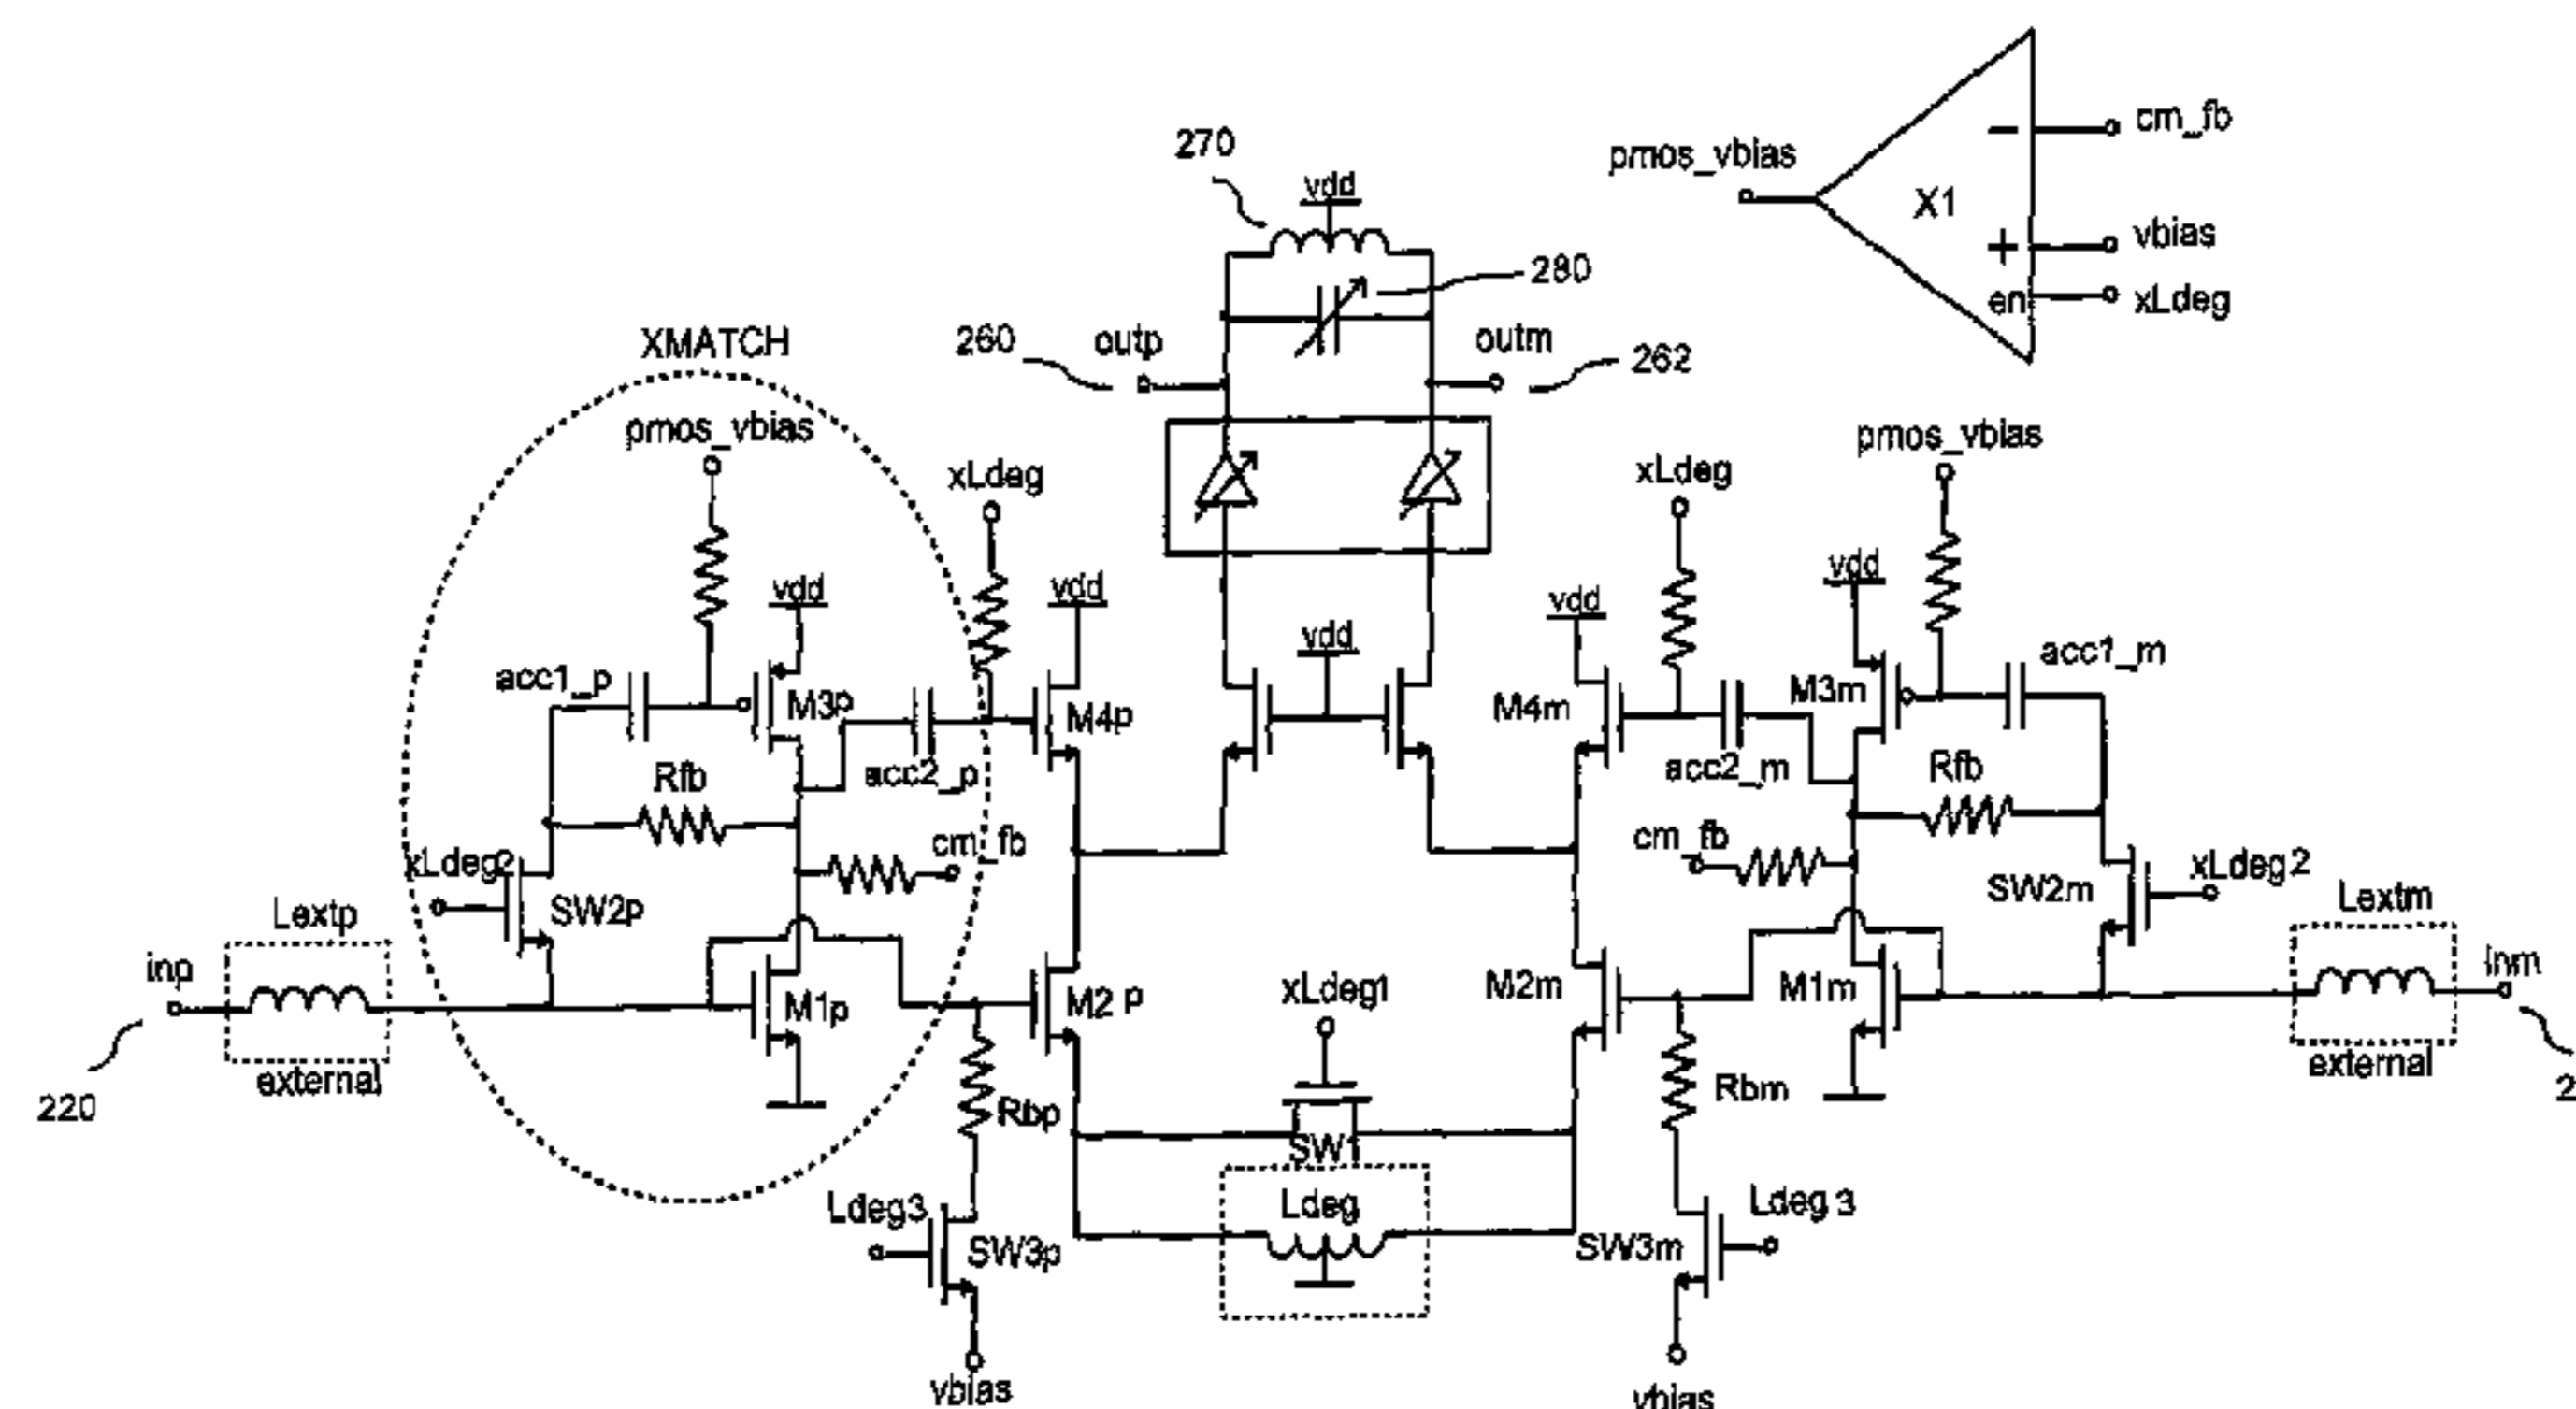 270
vdd
280
260
outp
outm
262
pmos_vbias
X1
−
cm_fb
+
vbias
en
xLdeg
XMATCH
pmos_vbias
xLdeg
xLdeg
pmos_vbias
vdd
vdd
vdd
vdd
vdd
acc1_p
M3p
M4p
M4m
M3m
acc1_m
Rfb
acc2_p
acc2_m
Rfb
cm_fb
cm_fb
xLdeg2
SW2p
SW2m
xLdeg2
Lextp
Lextm
inp
M1p
M2 P
xLdeg1
M2m
M1m
inm
external
external
220
Rbp
SW1
Rbm
Ldeg3
SW3p
Ldeg
SW3m
Ldeg 3
vbias
vbias